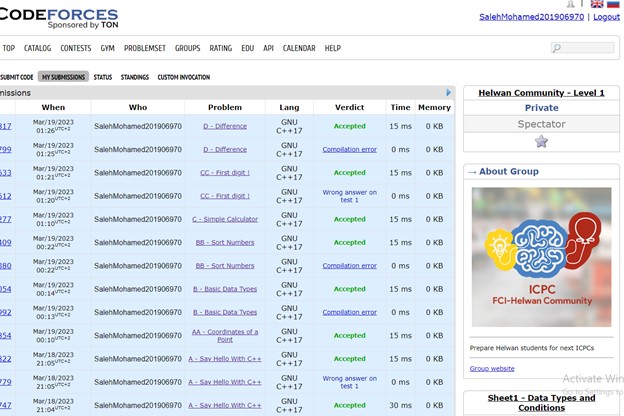 CODEFORCES
Sponsored by TON
SalehMohamed201906970 | Logout
TOP CATALOG CONTESTS GYM PROBLEMSET GROUPS RATING EDU API CALENDAR HELP
SUBMIT CODE MY SUBMISSIONS STATUS STANDINGS CUSTOM INVOCATION
missions
When Who Problem Lang Verdict Time Memory
317 Mar/19/2023 01:26UTC+2 SalehMohamed201906970 D - Difference GNU C++17 Accepted 15 ms 0 KB
799 Mar/19/2023 01:25UTC+2 SalehMohamed201906970 D - Difference GNU C++17 Compilation error 0 ms 0 KB
533 Mar/19/2023 01:21UTC+2 SalehMohamed201906970 CC - First digit ! GNU C++17 Accepted 15 ms 0 KB
512 Mar/19/2023 01:20UTC+2 SalehMohamed201906970 CC - First digit ! GNU C++17 Wrong answer on test 1 0 ms 0 KB
277 Mar/19/2023 01:10UTC+2 SalehMohamed201906970 C - Simple Calculator GNU C++17 Accepted 15 ms 0 KB
409 Mar/19/2023 00:22UTC+2 SalehMohamed201906970 BB - Sort Numbers GNU C++17 Accepted 15 ms 0 KB
380 Mar/19/2023 00:22UTC+2 SalehMohamed201906970 BB - Sort Numbers GNU C++17 Compilation error 0 ms 0 KB
054 Mar/19/2023 00:14UTC+2 SalehMohamed201906970 B - Basic Data Types GNU C++17 Accepted 15 ms 0 KB
992 Mar/19/2023 00:13UTC+2 SalehMohamed201906970 B - Basic Data Types GNU C++17 Compilation error 0 ms 0 KB
854 Mar/19/2023 00:10UTC+2 SalehMohamed201906970 AA - Coordinates of a Point GNU C++17 Accepted 15 ms 0 KB
822 Mar/18/2023 21:05UTC+2 SalehMohamed201906970 A - Say Hello With C++ GNU C++17 Accepted 15 ms 0 KB
779 Mar/18/2023 21:05UTC+2 SalehMohamed201906970 A - Say Hello With C++ GNU C++17 Wrong answer on test 1 0 ms 0 KB
747 Mar/18/2023 21:04UTC+2 SalehMohamed201906970 A - Say Hello With C++ GNU C++17 Accepted 30 ms 0 KB
Helwan Community - Level 1
Private
Spectator
→ About Group
ICPC
FCI-Helwan Community
Prepare Helwan students for next ICPCs
Group website
Activate Win
Go to Settings to
Sheet1 - Data Types and
Conditions